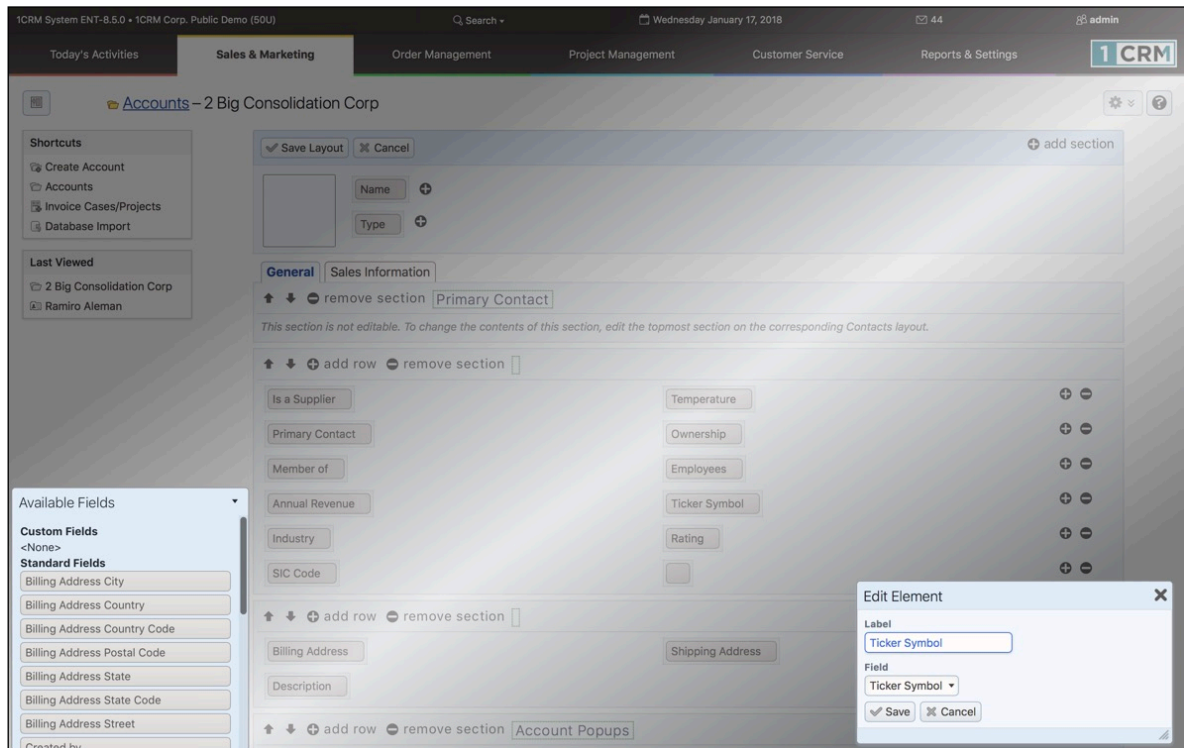 1CRM System ENT-8.5.0 • 1CRM Corp. Public Demo (50U) Search Wednesday January 17, 2018 44 admin
Today's Activities Sales & Marketing Order Management Project Management Customer Service Reports & Settings 1 CRM
Accounts – 2 Big Consolidation Corp
Shortcuts
Create Account
Accounts
Invoice Cases/Projects
Database Import
Last Viewed
2 Big Consolidation Corp
Ramiro Aleman
Save Layout Cancel add section
Name
Type
General Sales Information
remove section Primary Contact
This section is not editable. To change the contents of this section, edit the topmost section on the corresponding Contacts layout.
add row remove section
Is a Supplier Temperature
Primary Contact Ownership
Member of Employees
Annual Revenue Ticker Symbol
Industry Rating
SIC Code
add row remove section
Billing Address Shipping Address
Description
add row remove section Account Popups
Available Fields
Custom Fields
<None>
Standard Fields
Billing Address City
Billing Address Country
Billing Address Country Code
Billing Address Postal Code
Billing Address State
Billing Address State Code
Billing Address Street
Created by
Edit Element
Label
Ticker Symbol
Field
Ticker Symbol
Save Cancel